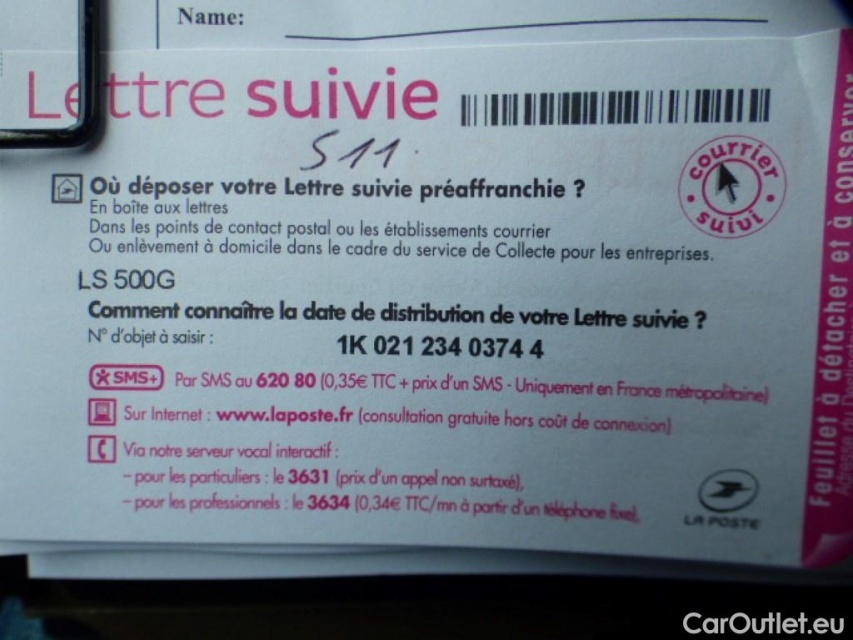 Name:
Lettre suivie
S 11
courrier suivi
Où déposer votre Lettre suivie préaffranchie ?
En boîte aux lettres
Dans les points de contact postal ou les établissements courrier
Ou enlèvement à domicile dans le cadre du service de Collecte pour les entreprises.
LS 500G
Comment connaître la date de distribution de votre Lettre suivie ?
N° d'objet à saisir :
1K 021 234 0374 4
SMS+ Par SMS au 620 80 (0,35€ TTC + prix d'un SMS - Uniquement en France métropolitaine)
Sur Internet : www.laposte.fr (consultation gratuite hors coût de connexion)
Via notre serveur vocal interactif :
– pour les particuliers : le 3631 (prix d'un appel non surtaxé),
– pour les professionnels : le 3634 (0,34€ TTC/mn à partir d'un téléphone fixe),
LA POSTE
Feuillet à détacher et à conserver
CarOutlet.eu